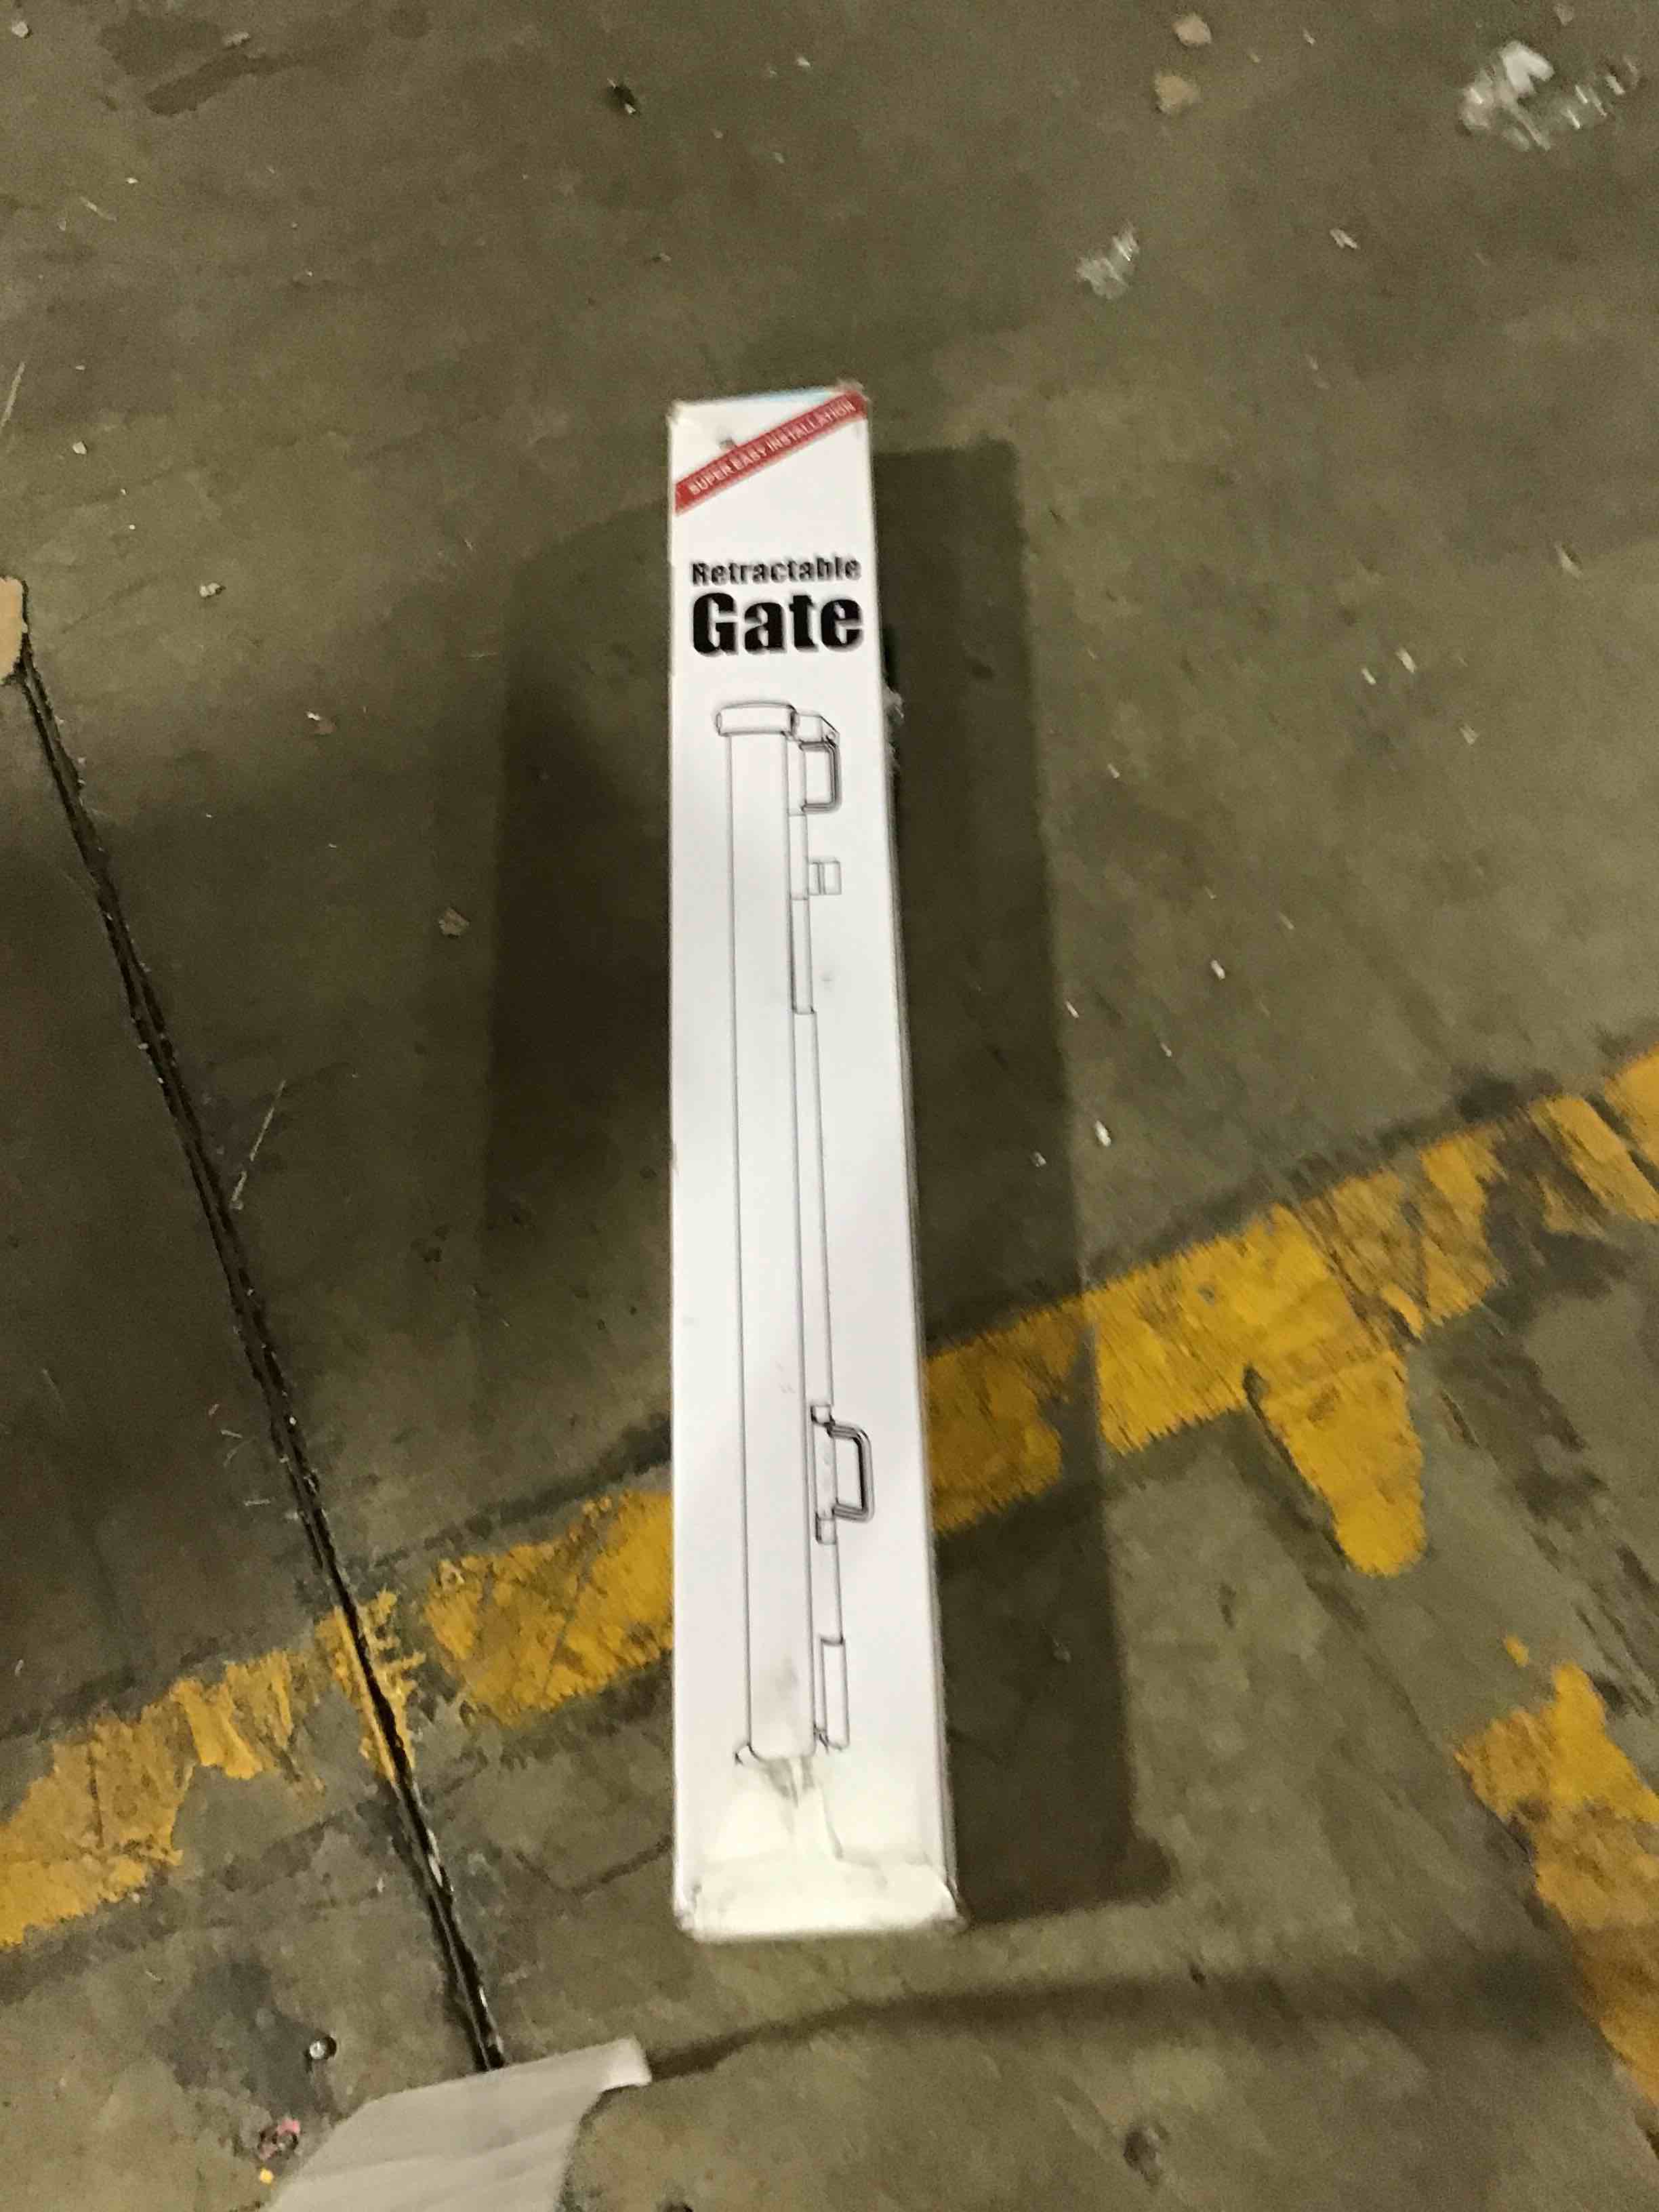 SUPER EASY INSTALLATION
Retractable
Gate